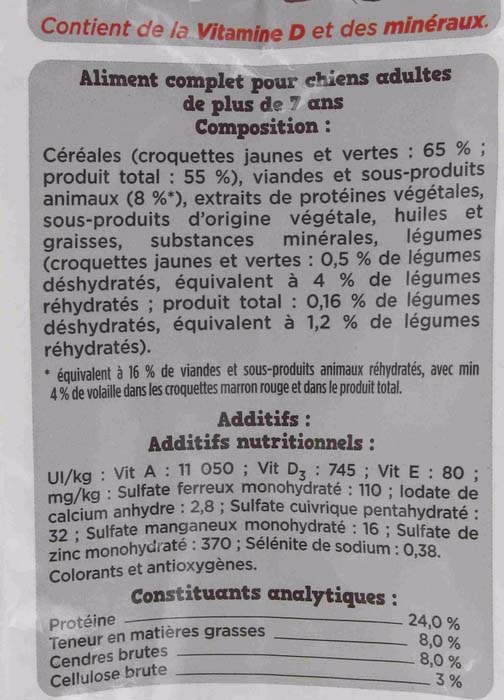 Contient de la Vitamine D et des minéraux.
Aliment complet pour chiens adultes
de plus de 7 ans
Composition :
Céréales (croquettes jaunes et vertes : 65 % ;
produit total : 55 %), viandes et sous-produits
animaux (8 %*), extraits de protéines végétales,
sous-produits d'origine végétale, huiles et
graisses, substances minérales, légumes
(croquettes jaunes et vertes : 0,5 % de légumes
déshydratés, équivalent à 4 % de légumes
réhydratés ; produit total : 0,16 % de légumes
déshydratés, équivalent à 1,2 % de légumes
réhydratés).
* équivalent à 16 % de viandes et sous-produits animaux réhydratés, avec min
4 % de volaille dans les croquettes marron rouge et dans le produit total.
Additifs :
Additifs nutritionnels :
UI/kg : Vit A : 11 050 ; Vit D3 : 745 ; Vit E : 80 ;
mg/kg : Sulfate ferreux monohydraté : 110 ; Iodate de
calcium anhydre : 2,8 ; Sulfate cuivrique pentahydraté :
32 ; Sulfate manganeux monohydraté : 16 ; Sulfate de
zinc monohydraté : 370 ; Sélénite de sodium : 0,38.
Colorants et antioxygènes.
Constituants analytiques :
Protéine 24,0 %
Teneur en matières grasses 8,0 %
Cendres brutes 8,0 %
Cellulose brute 3 %